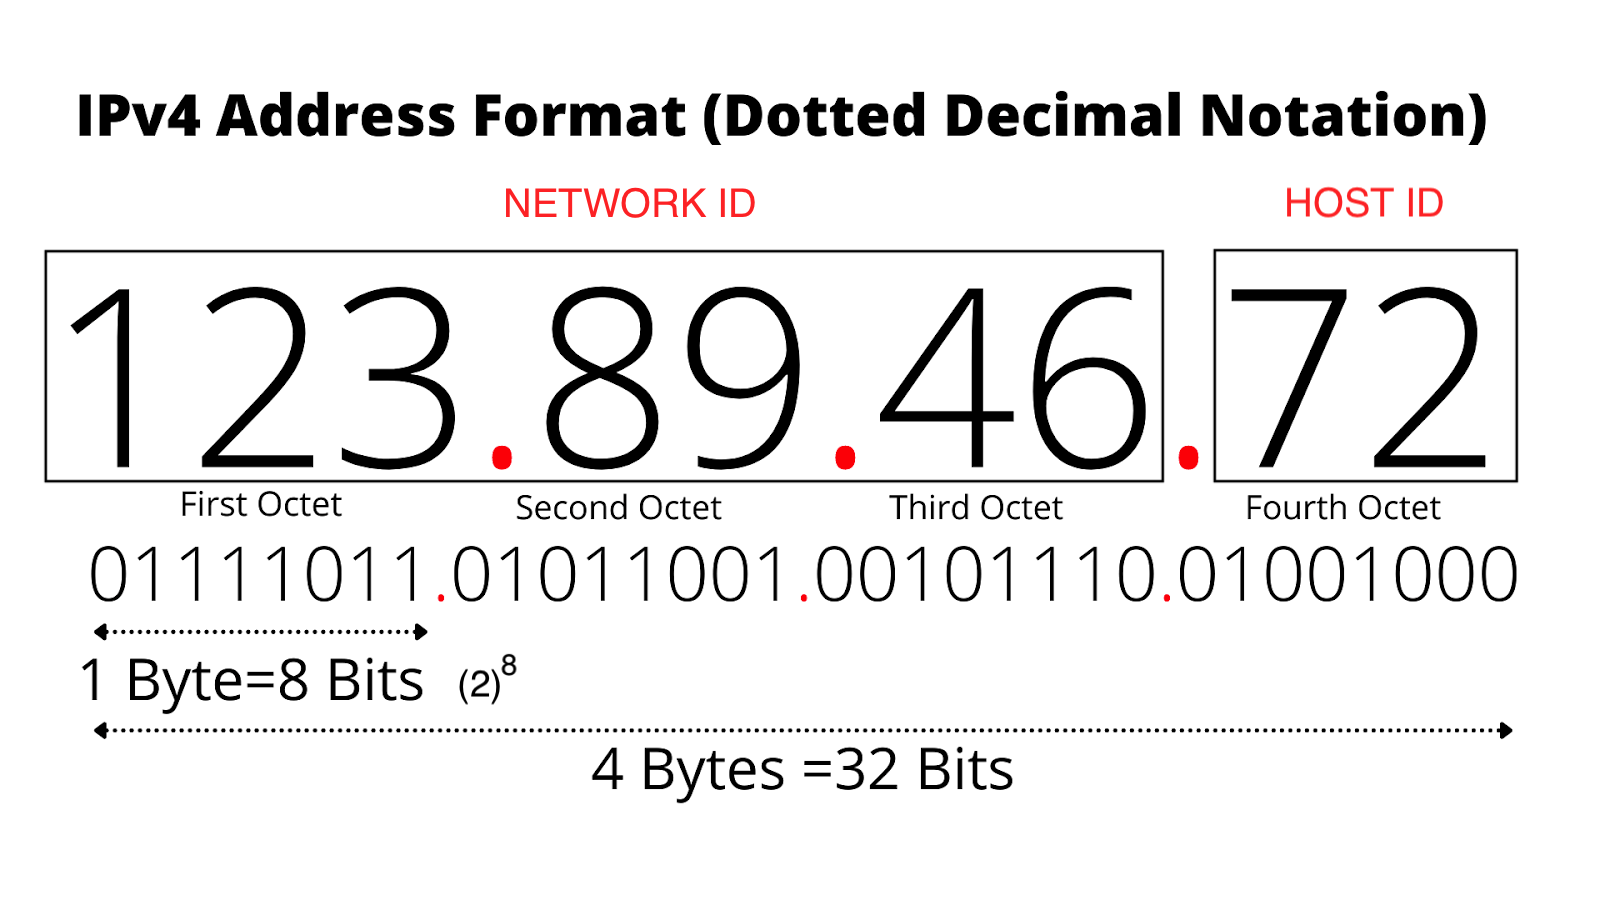 IPv4 Address Format (Dotted Decimal Notation)
NETWORK ID HOST ID
123.89.46.72
First Octet Second Octet Third Octet Fourth Octet
01111011.01011001.00101110.01001000
1 Byte=8 Bits (2)⁸
4 Bytes =32 Bits